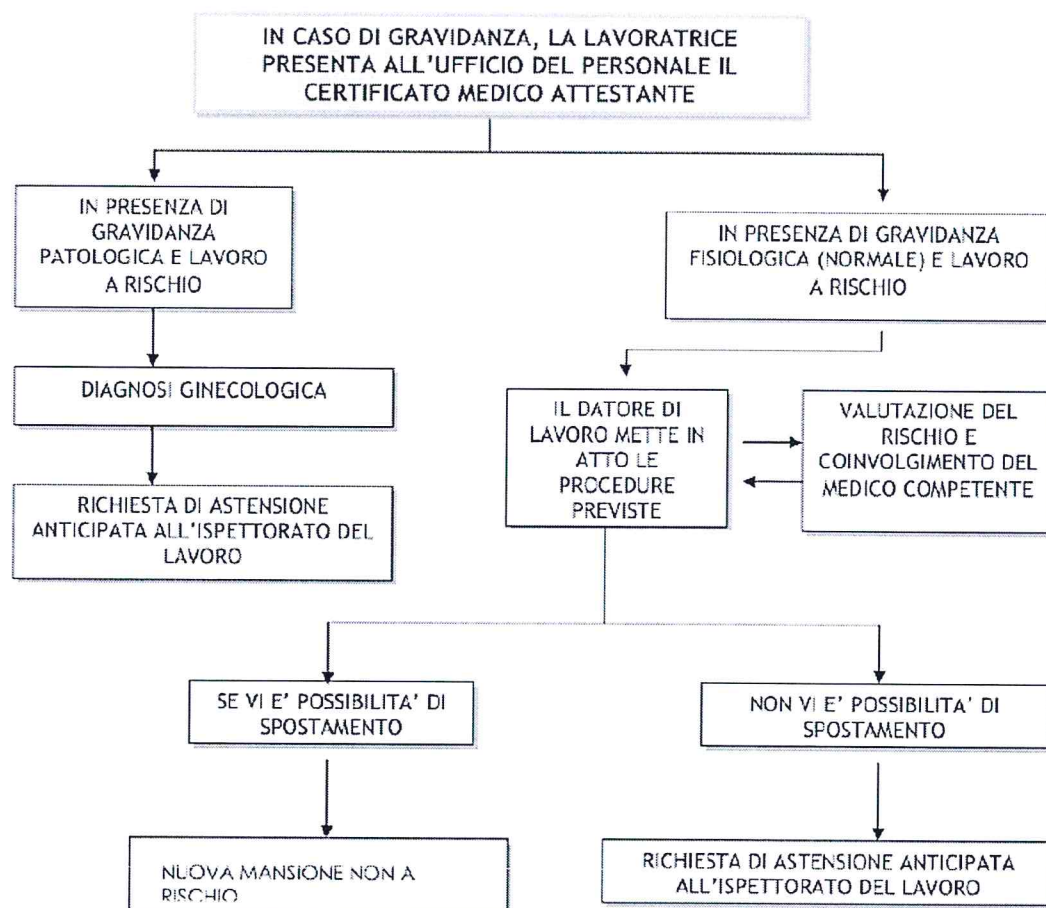 IN CASO DI GRAVIDANZA, LA LAVORATRICE
PRESENTA ALL'UFFICIO DEL PERSONALE IL
CERTIFICATO MEDICO ATTESTANTE
IN PRESENZA DI
GRAVIDANZA
PATOLOGICA E LAVORO
A RISCHIO
IN PRESENZA DI GRAVIDANZA
FISIOLOGICA (NORMALE) E LAVORO
A RISCHIO
DIAGNOSI GINECOLOGICA
RICHIESTA DI ASTENSIONE
ANTICIPATA ALL'ISPETTORATO DEL
LAVORO
IL DATORE DI
LAVORO METTE IN
ATTO LE
PROCEDURE
PREVISTE
VALUTAZIONE DEL
RISCHIO E
COINVOLGIMENTO DEL
MEDICO COMPETENTE
SE VI E' POSSIBILITA' DI
SPOSTAMENTO
NON VI E' POSSIBILITA' DI
SPOSTAMENTO
NUOVA MANSIONE NON A
RISCHIO
RICHIESTA DI ASTENSIONE ANTICIPATA
ALL'ISPETTORATO DEL LAVORO